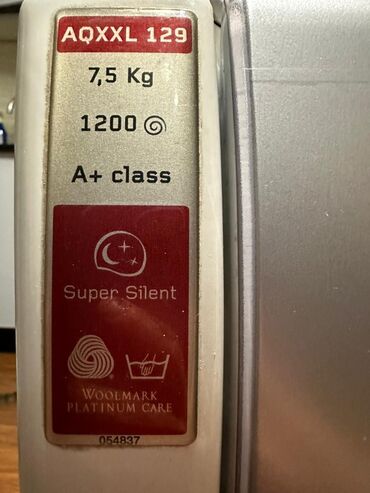 AQXXL 129
7,5 Kg
1200
A+ class
Super Silent
WOOLMARK
PLATINUM CARE
054837